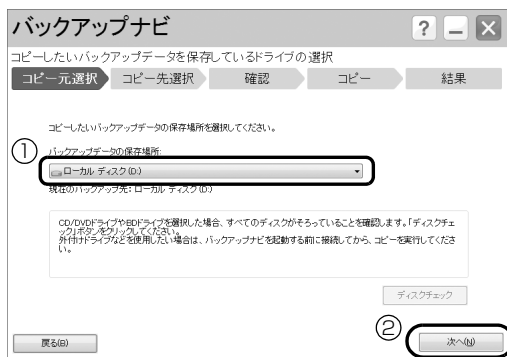 バックアップナビ
?
コピーしたいバックアップデータを保存しているドライブの選択
コピー元選択 コピー先選択 確認 コピー 結果
コピーしたいバックアップデータの保存場所を選択してください。
①
バックアップデータの保存場所:
ローカル ディスク(D:)
現在のバックアップ先: ローカル ディスク(D:)
CD/DVDドライブやBDドライブを選択した場合、すべてのディスクがそろっていることを確認します。「ディスクチェ
ック」ボタンをクリックしてください。
外付けドライブなどを使用したい場合は、バックアップナビを起動する前に接続してから、コピーを実行してくださ
い。
ディスクチェック
②
戻る(B) 次へ(N)